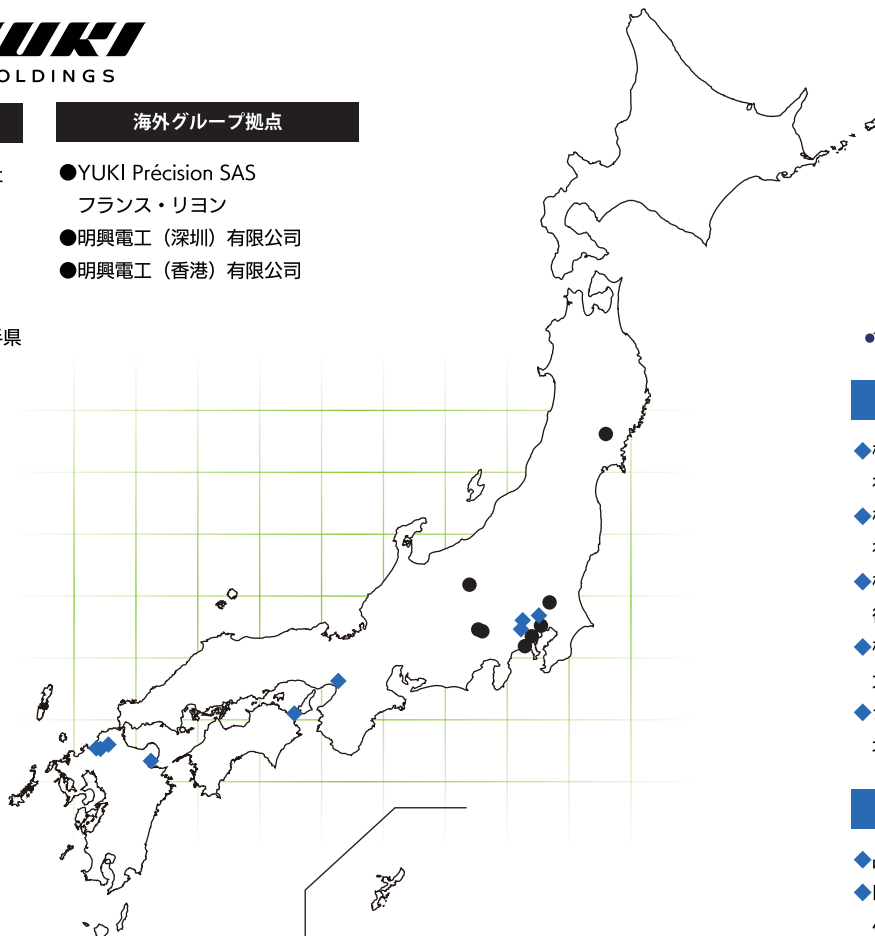 HOLDINGS
海外グループ拠点
●YUKI Précision SAS
フランス・リヨン
●明興電工（深圳）有限公司
●明興電工（香港）有限公司
県